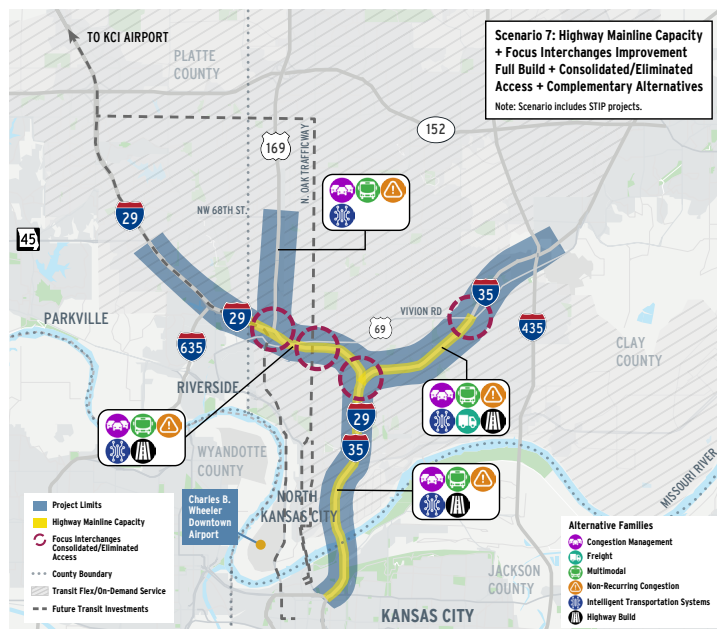 TO KCI AIRPORT
PLATTE
COUNTY
Scenario 7: Highway Mainline Capacity
+ Focus Interchanges Improvement
Full Build + Consolidated/Eliminated
Access + Complementary Alternatives
Note: Scenario includes STIP projects.
152
169
N. OAK TRAFFICWAY
NW 68TH ST.
29
45
35
VIVION RD
69
29
435
PARKVILLE
635
CLAY
COUNTY
RIVERSIDE
29
35
WYANDOTTE
COUNTY
NORTH
KANSAS CITY
MISSOURI RIVER
Charles B.
Wheeler
Downtown
Airport
JACKSON
COUNTY
KANSAS CITY
Project Limits
Highway Mainline Capacity
Focus Interchanges
Consolidated/Eliminated
Access
County Boundary
Transit Flex/On-Demand Service
Future Transit Investments
Alternative Families
Congestion Management
Freight
Multimodal
Non-Recurring Congestion
Intelligent Transportation Systems
Highway Build